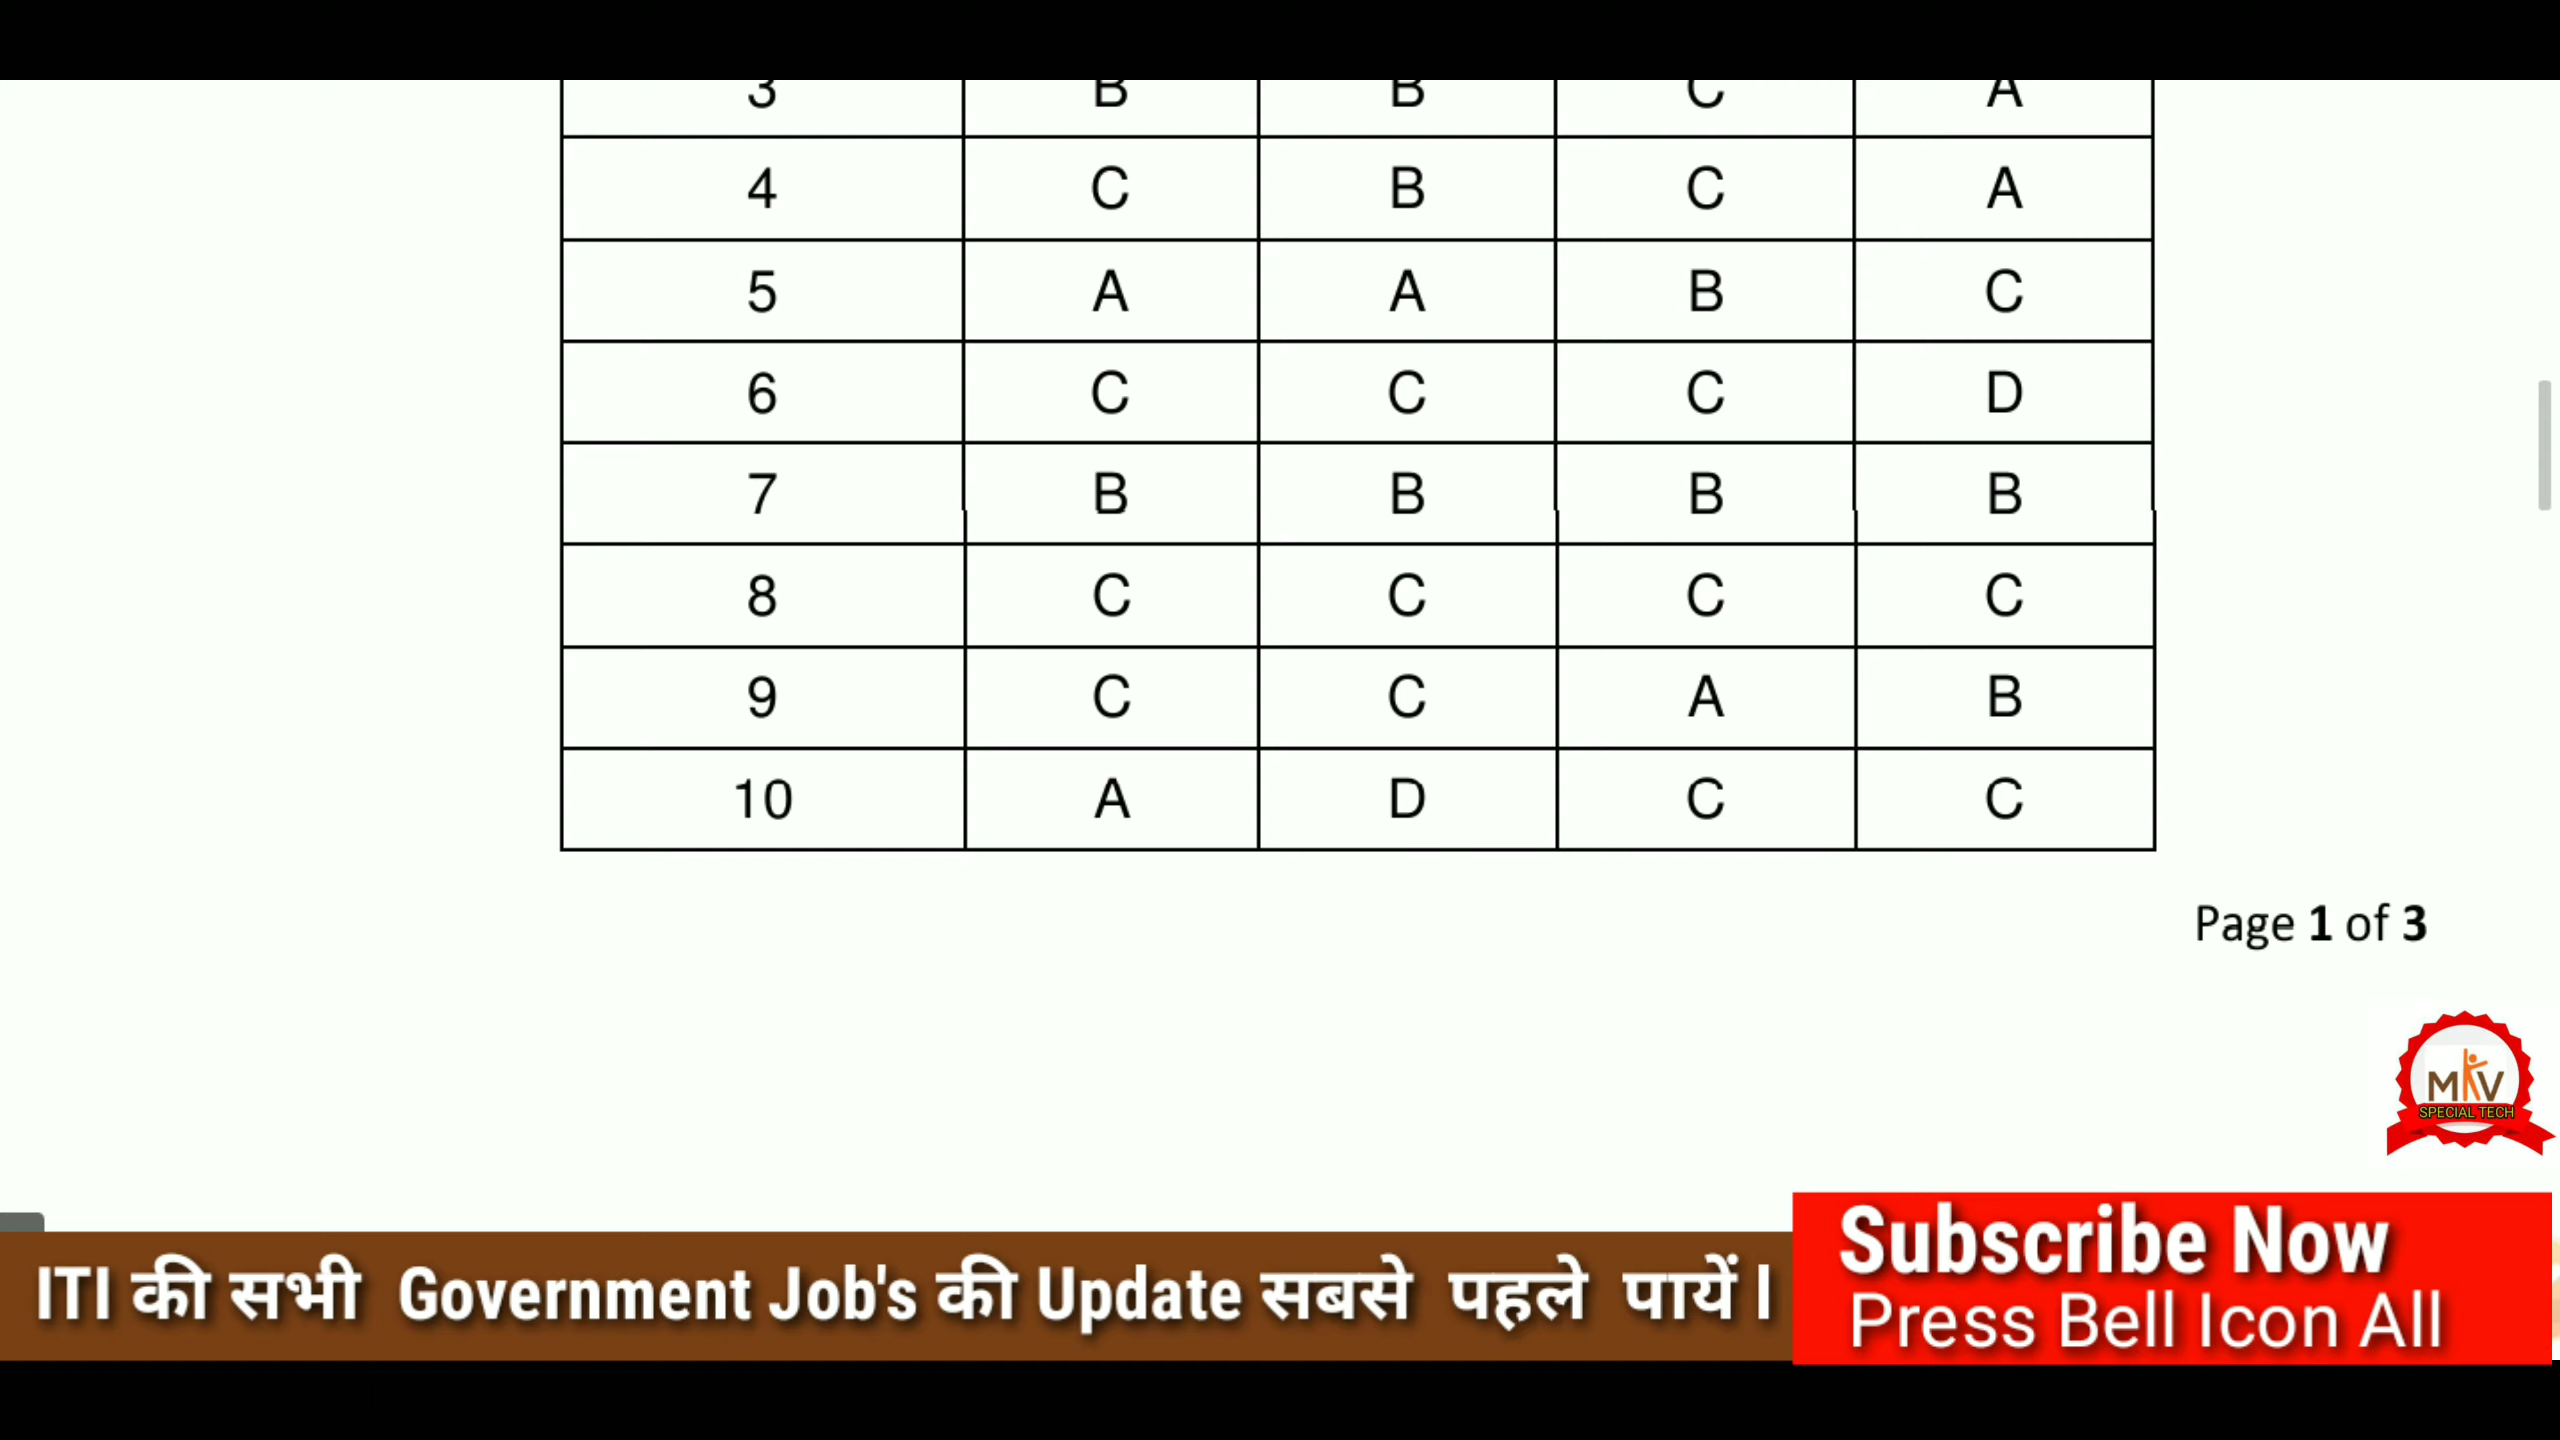 3 B B C A
4 C B C A
5 A A B C
6 C C C D
7 B B B B
8 C C C C
9 C C A B
10 A D C C
Page 1 of 3
MKV
SPECIAL TECH
ITI की सभी Government Job's की Update सबसे पहले पायें।
Subscribe Now
Press Bell Icon All